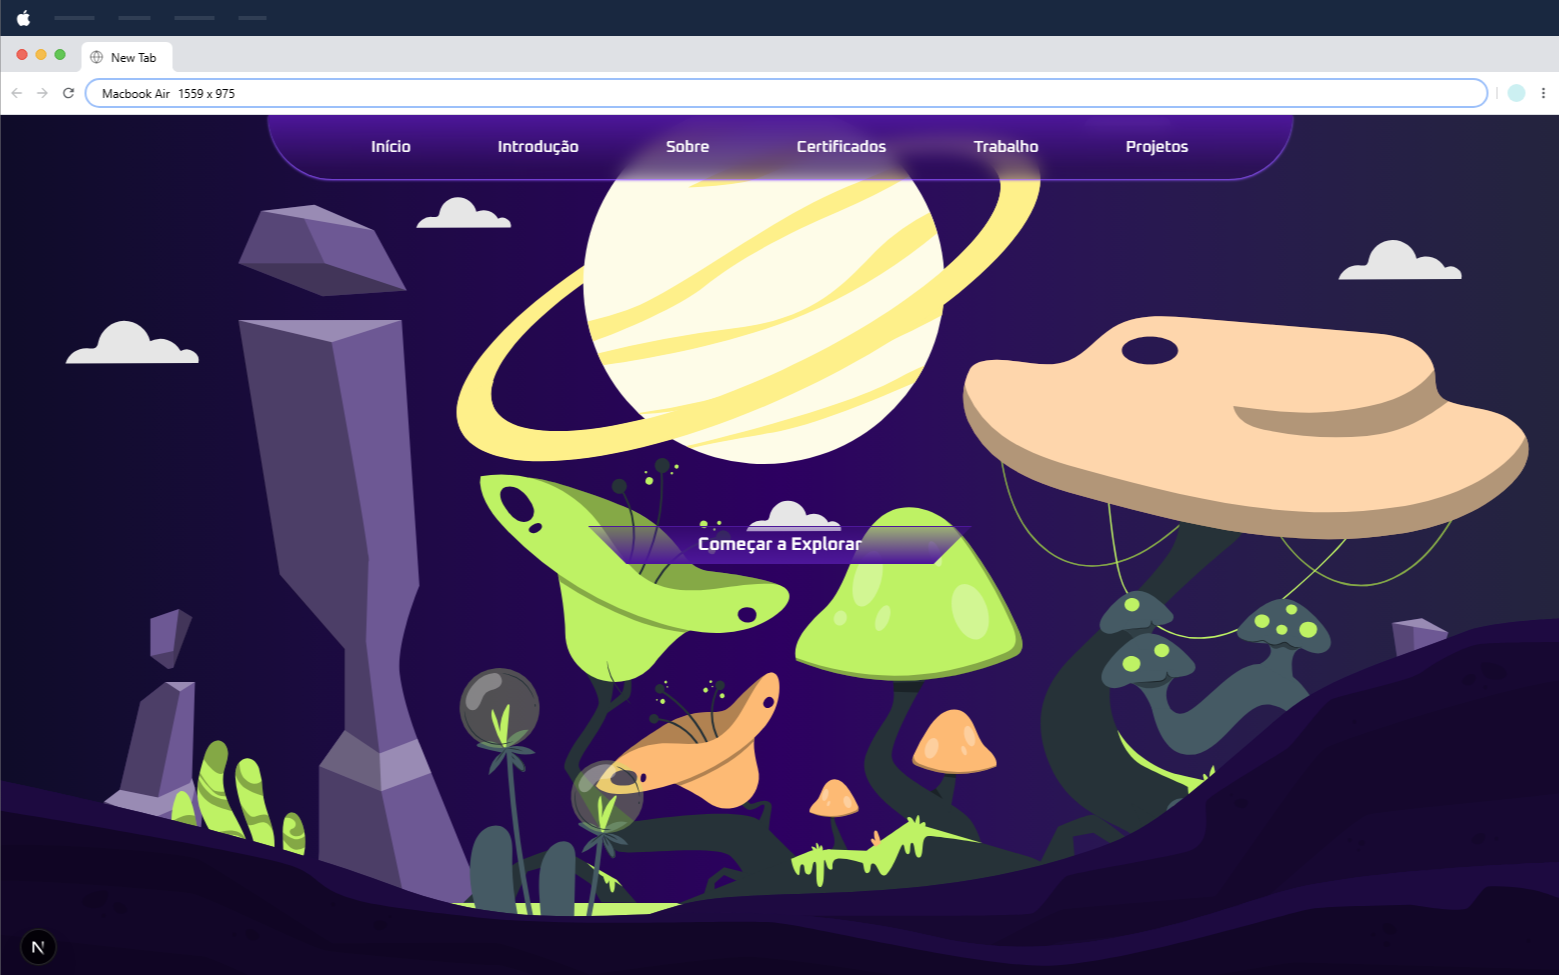 New Tab
Macbook Air 1559 x 975
Início Introdução Sobre Certificados Trabalho Projetos
Começar a Explorar
N